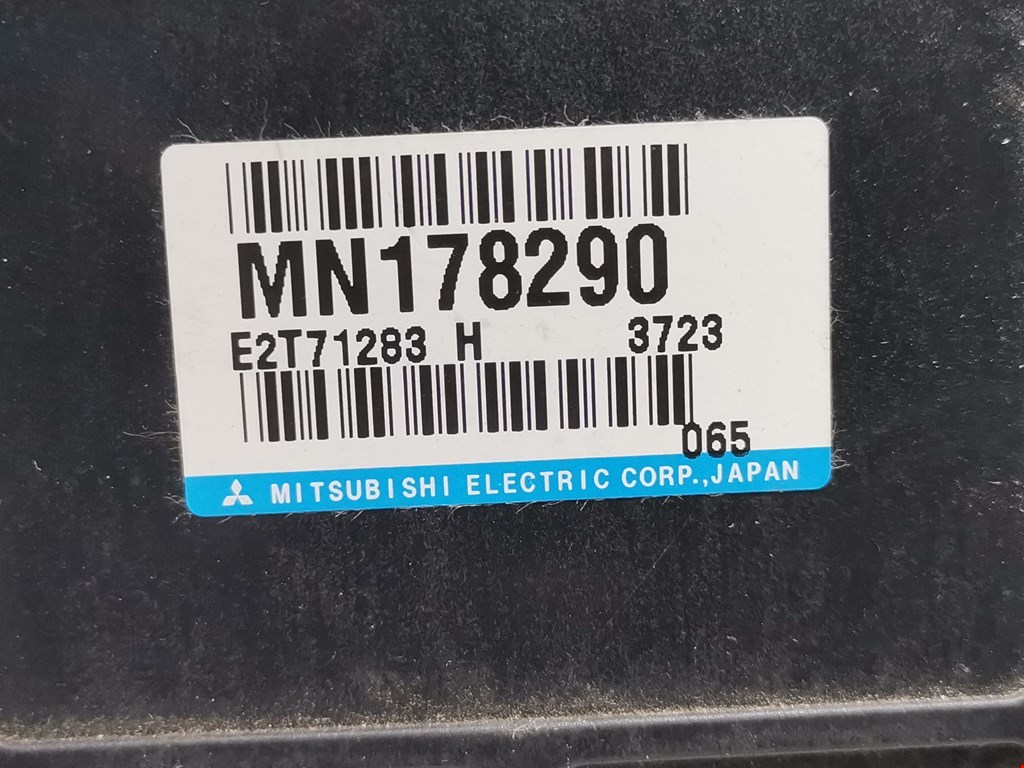 MN178290
E2T71283 H 3723
065
MITSUBISHI ELECTRIC CORP.,JAPAN